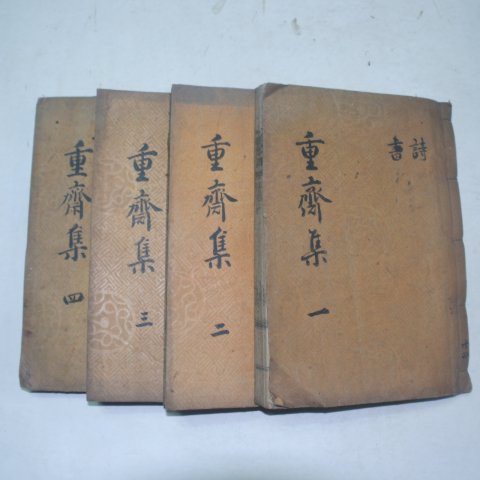 詩
書
重齋集 一
重齋集 二
重齋集 三
重齋集 四